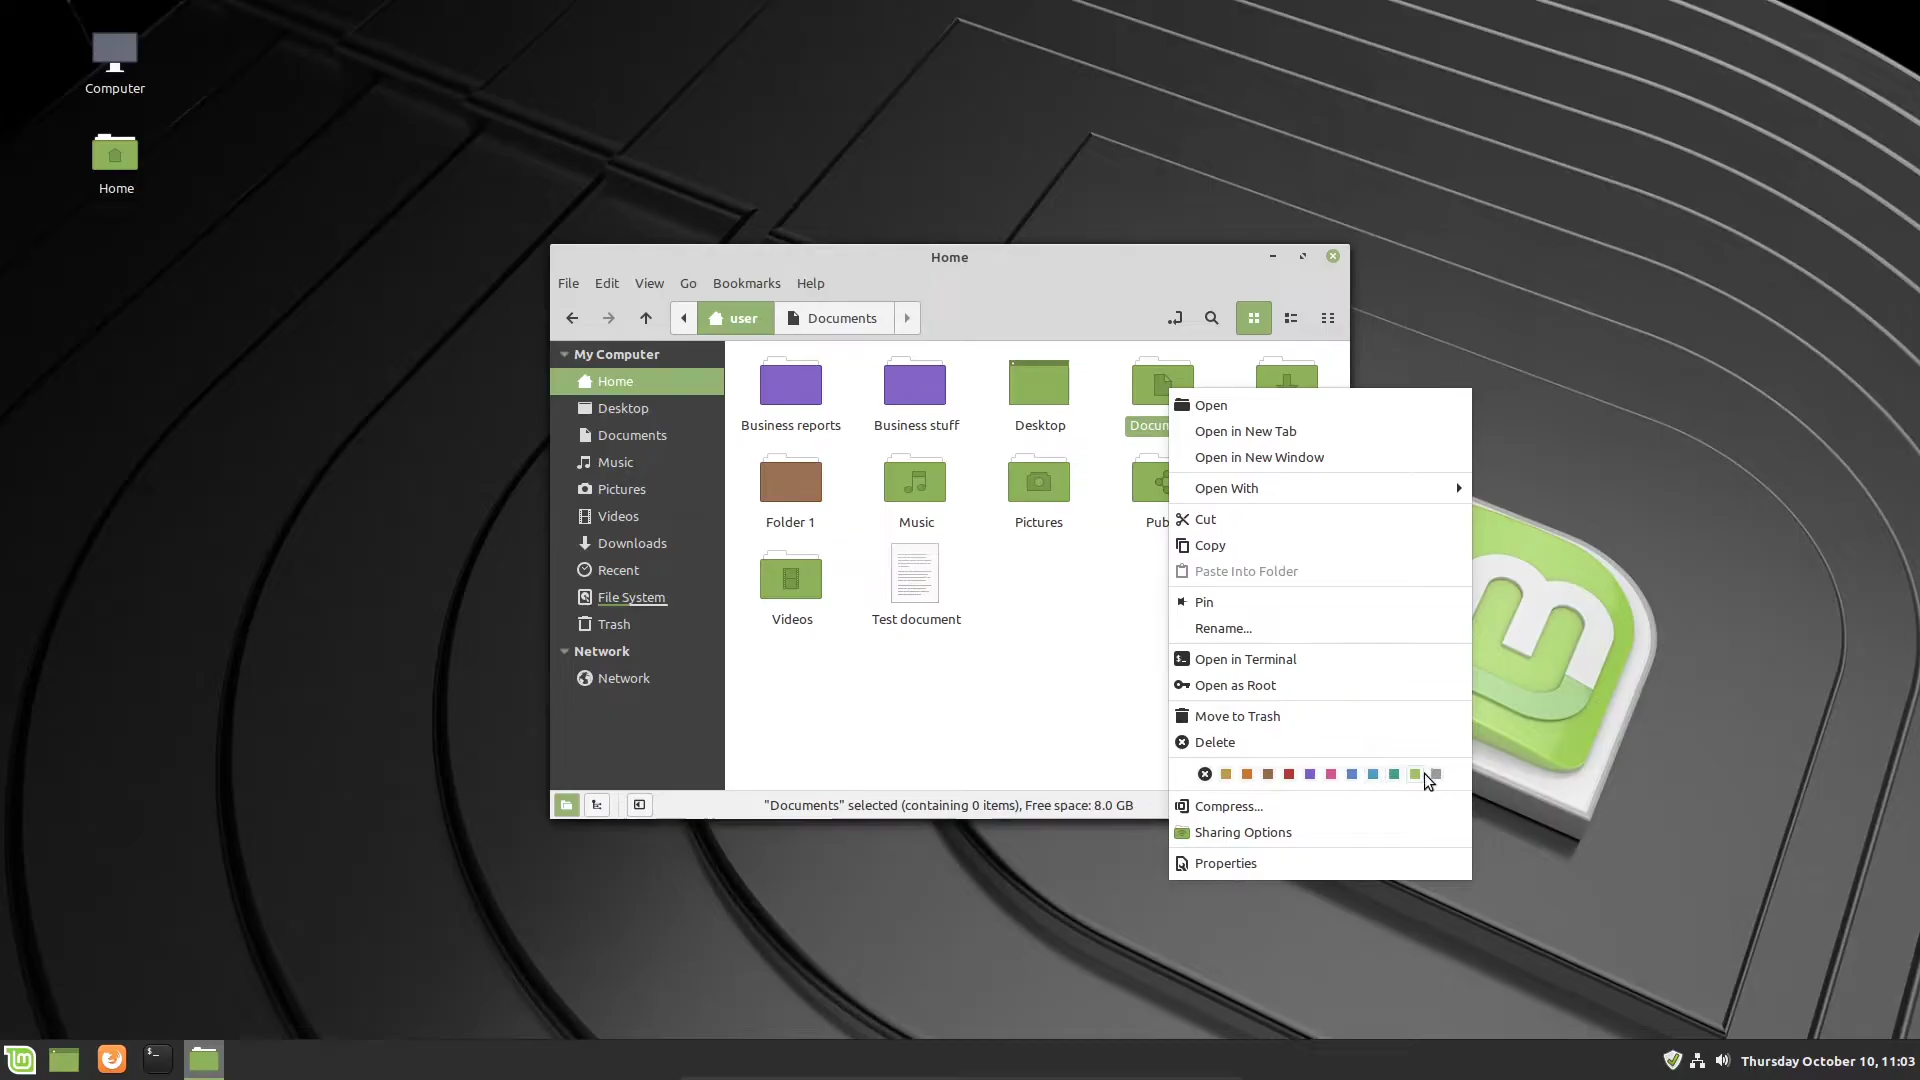 Computer
Home
Home
File Edit View Go Bookmarks Help
user Documents
My Computer
Home
Desktop
Documents
Music
Pictures
Videos
Downloads
Recent
File System
Trash
Network
Network
Business reports Business stuff Desktop
Folder 1 Music Pictures
Videos Test document
"Documents" selected (containing 0 items), Free space: 8.0 GB
Open
Open in New Tab
Open in New Window
Open With
Cut
Copy
Paste Into Folder
Pin
Rename...
Open in Terminal
Open as Root
Move to Trash
Delete
Compress...
Sharing Options
Properties
Thursday October 10, 11:03